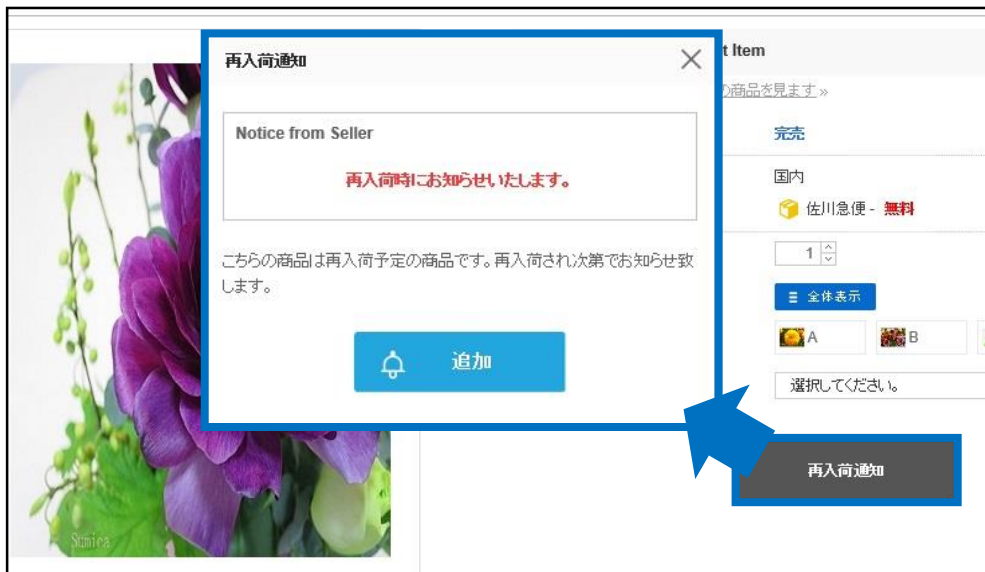 再入荷通知
t Item
の商品を見ます »
Notice from Seller
再入荷時にお知らせいたします。
完売
国内
佐川急便 - 無料
こちらの商品は再入荷予定の商品です。再入荷され次第でお知らせ致
します。
1
全体表示
A
B
追加
選択してください。
再入荷通知
Sumica